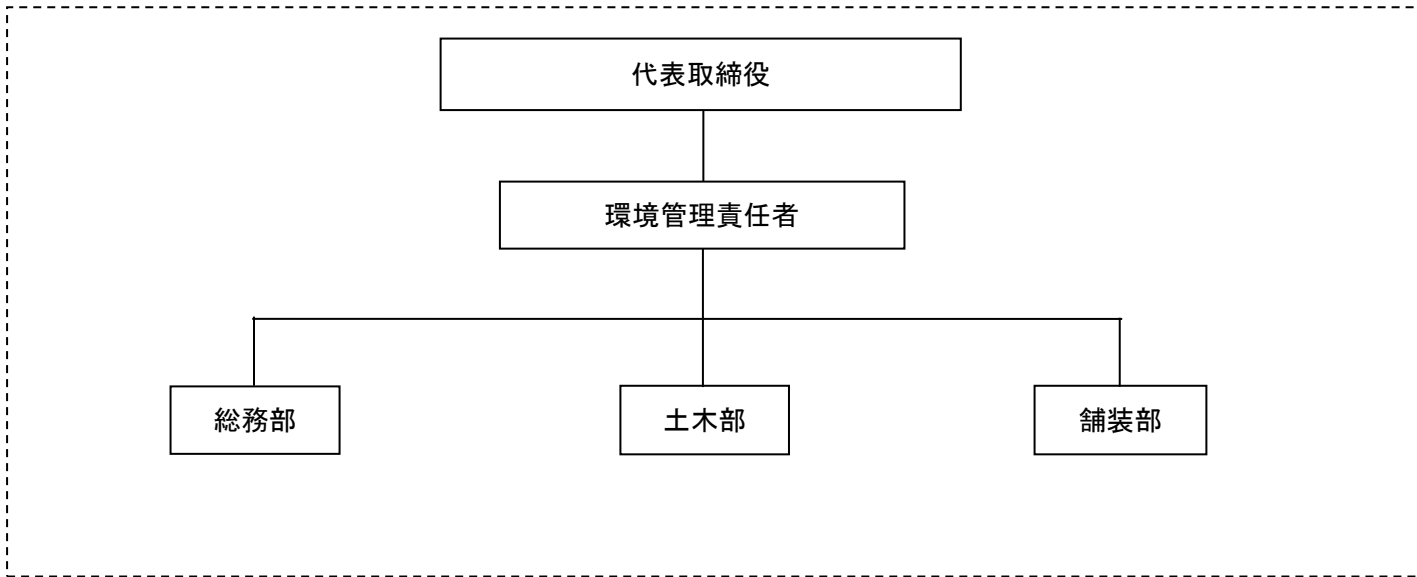 代表取締役
環境管理責任者
総務部
土木部
舗装部